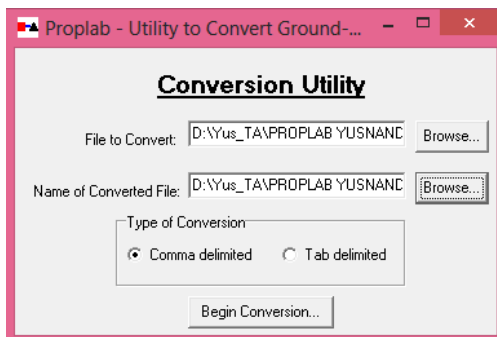 Proplab - Utility to Convert Ground-...
Conversion Utility
File to Convert: D:\Yus_TA\PROPLAB YUSNAND Browse...
Name of Converted File: D:\Yus_TA\PROPLAB YUSNAND Browse...
Type of Conversion
Comma delimited Tab delimited
Begin Conversion...